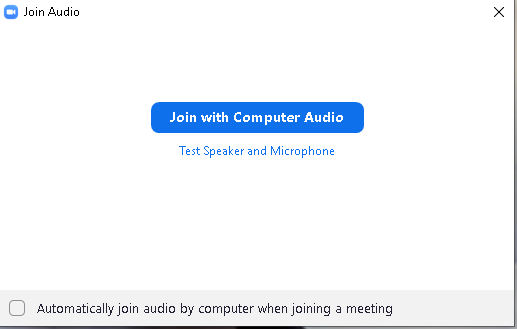 Join Audio
Join with Computer Audio
Test Speaker and Microphone
Automatically join audio by computer when joining a meeting